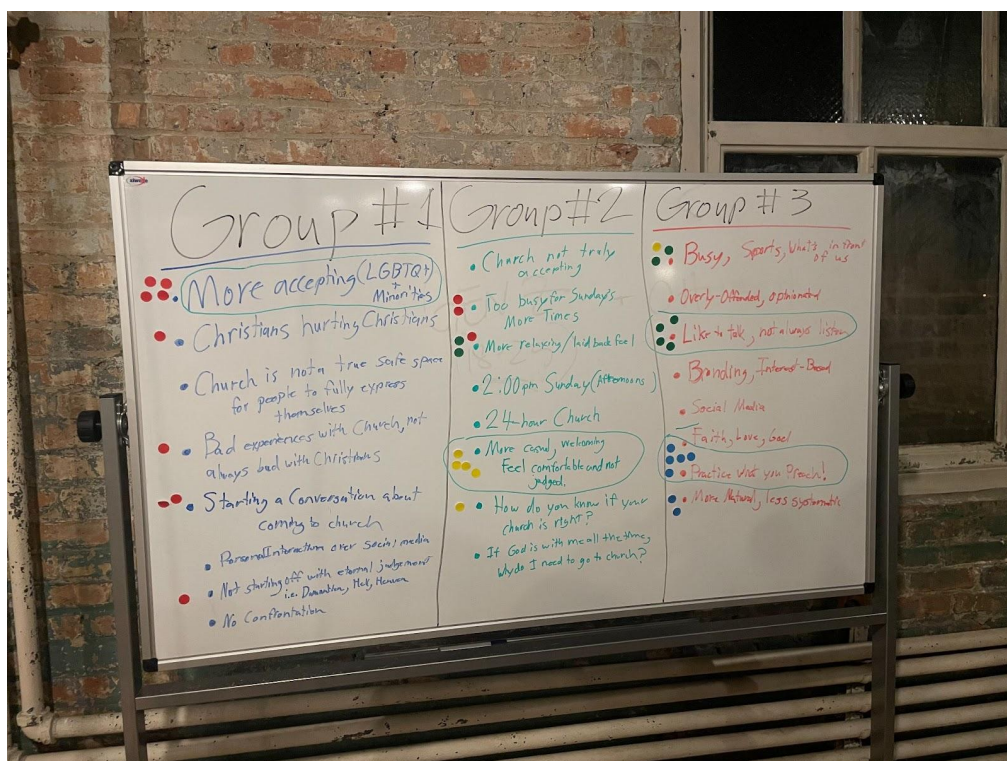 Group #1
More accepting (LGBTQ+
+
Minorities
Christians hurting Christians
Church is not a true safe space
for people to fully express
themselves
Bad experiences with Church, not
always bad with Christians
Starting a Conversation about
coming to church
Personal Interaction over Social media
Not starting off with eternal judgement
i.e. Damnation, Hell, Heaven
No Confrontation
Group #2
Church not truly
accepting
Too busy for Sunday's
More Times
More relaxing/laid back feel
2:00pm Sunday (Afternoons)
24-hour Church
More casual, welcoming
Feel comfortable and not
judged.
How do you know if your
church is right?
If God is with me all the time,
why do I need to go to church?
Group #3
Busy, Sports, What's in front
of us
Overly-Offended, opinionated
Like to talk, not always listen
Branding, Interest-Based
Social Media
Faith, Love, God
Practice what you Preach!
More Natural, less systematic